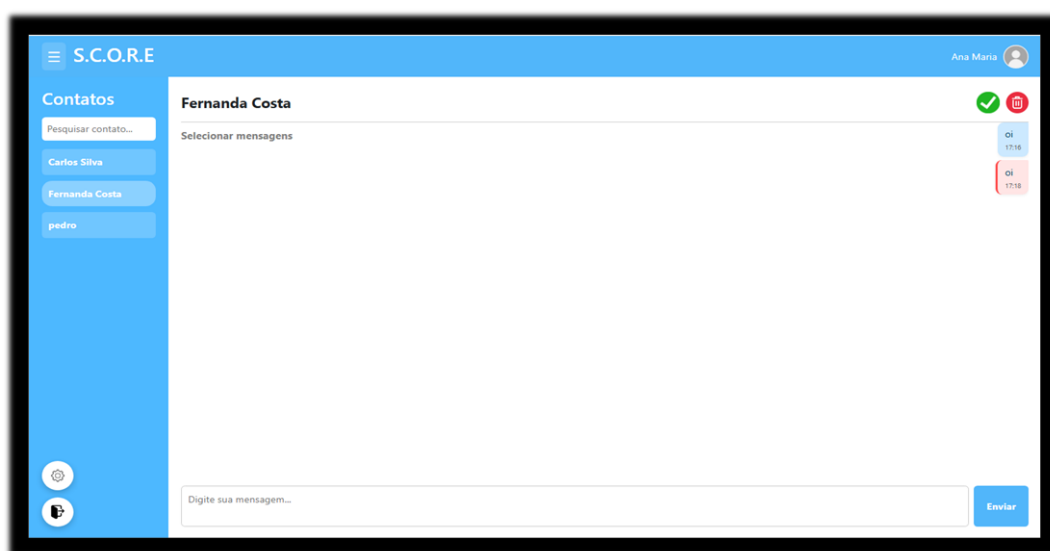 S.C.O.R.E
Ana Maria
Contatos
Pesquisar contato...
Carlos Silva
Fernanda Costa
pedro
Fernanda Costa
Selecionar mensagens
oi
17:16
oi
17:18
Digite sua mensagem...
Enviar